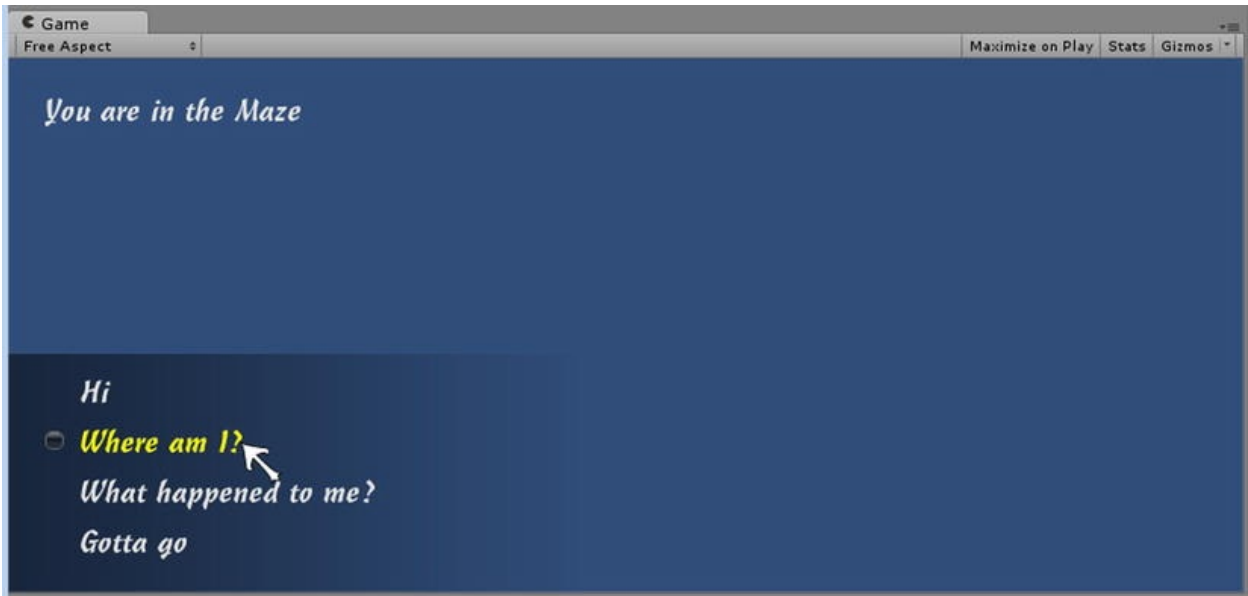 Game
Free Aspect Maximize on Play Stats Gizmos
You are in the Maze
Hi
Where am I?
What happened to me?
Gotta go